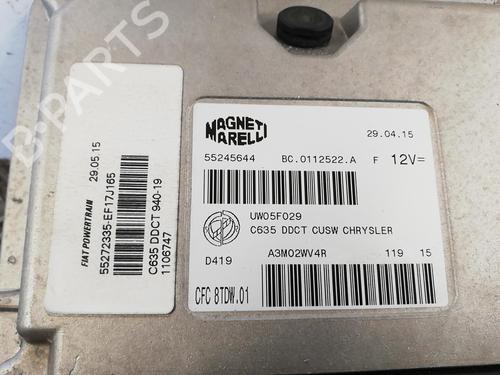 B-PARTS
FIAT POWERTRAIN
29.05.15
55272335-EF17J165
C635 DDCT 940-19
1106747
MAGNETI
MARELLI
29.04.15
55245644 BC.0112522.A F 12V=
UW05F029
C635 DDCT CUSW CHRYSLER
D419 A3M02WV4R 119 15
CFC 8TDW.01